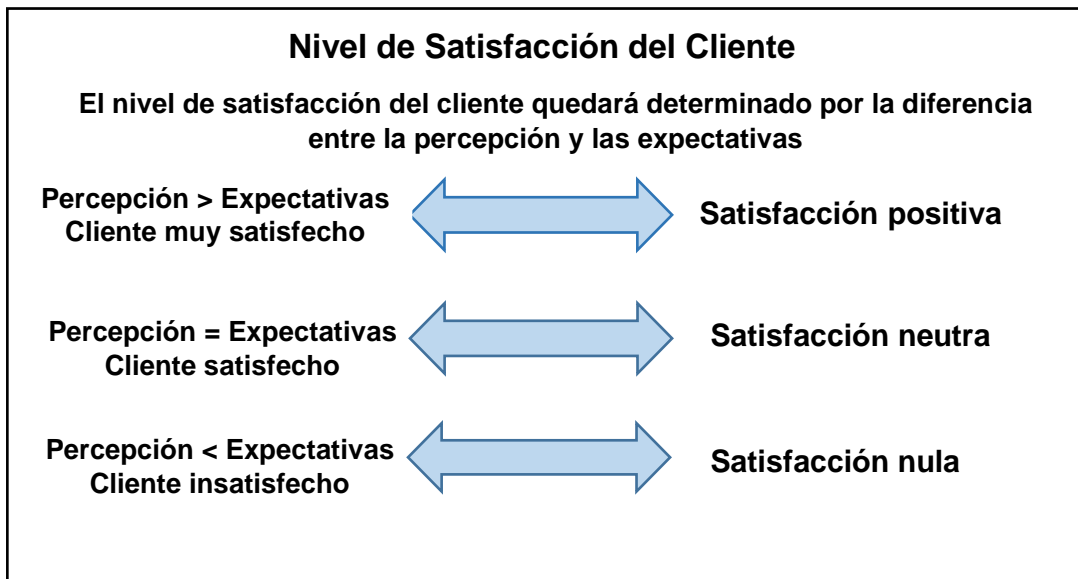 Nivel de Satisfacción del Cliente
El nivel de satisfacción del cliente quedará determinado por la diferencia
entre la percepción y las expectativas
Percepción > Expectativas
Cliente muy satisfecho
Satisfacción positiva
Percepción = Expectativas
Cliente satisfecho
Satisfacción neutra
Percepción < Expectativas
Cliente insatisfecho
Satisfacción nula